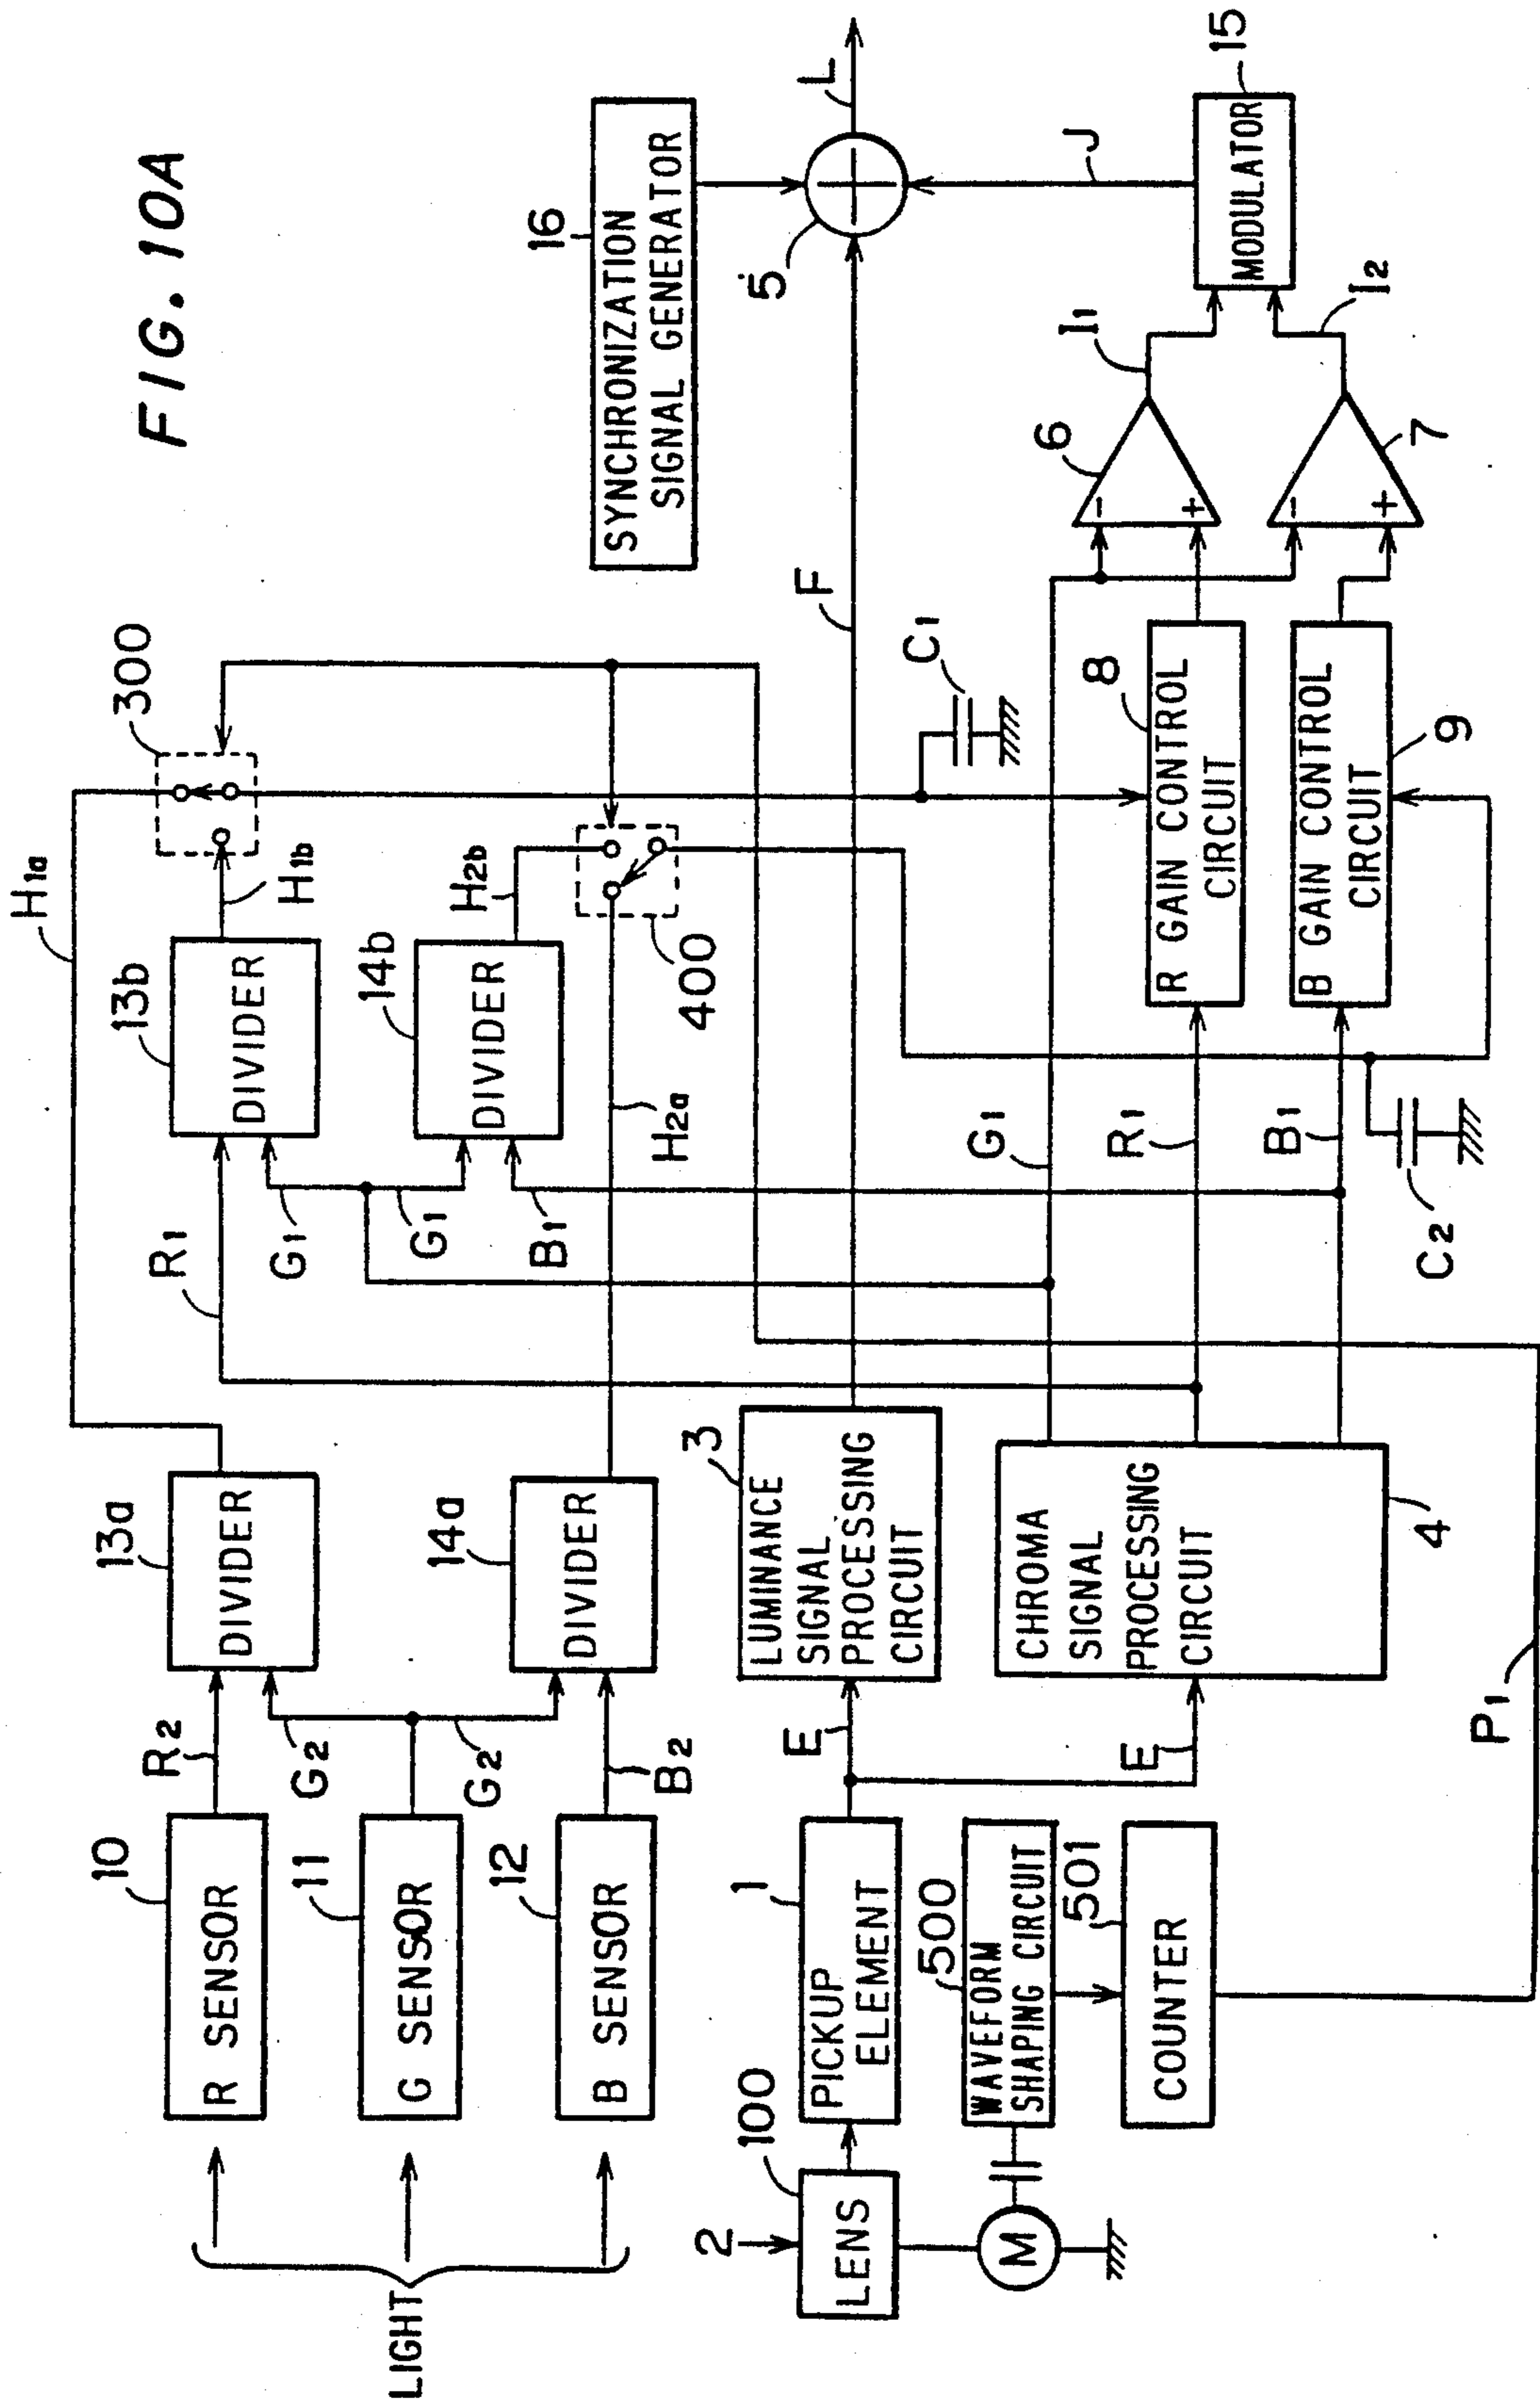 FIG. 10A
LIGHT
10
R SENSOR
11
G SENSOR
12
B SENSOR
R2
G2
G2
B2
13a
DIVIDER
14a
DIVIDER
H1a
R1
G1
G1
B1
H2a
13b
DIVIDER
14b
DIVIDER
H1b
H2b
300
400
16
SYNCHRONIZATION
SIGNAL GENERATOR
2
100
LENS
M
1
PICKUP
ELEMENT
500
WAVEFORM
SHAPING CIRCUIT
501
COUNTER
P1
E
E
3
LUMINANCE
SIGNAL
PROCESSING
CIRCUIT
CHROMA
SIGNAL
PROCESSING
CIRCUIT
4
F
5
L
G1
R1
B1
C1
C2
8
R GAIN CONTROL
CIRCUIT
B GAIN CONTROL
CIRCUIT
9
6
-
+
7
-
+
I1
I2
J
MODULATOR
15